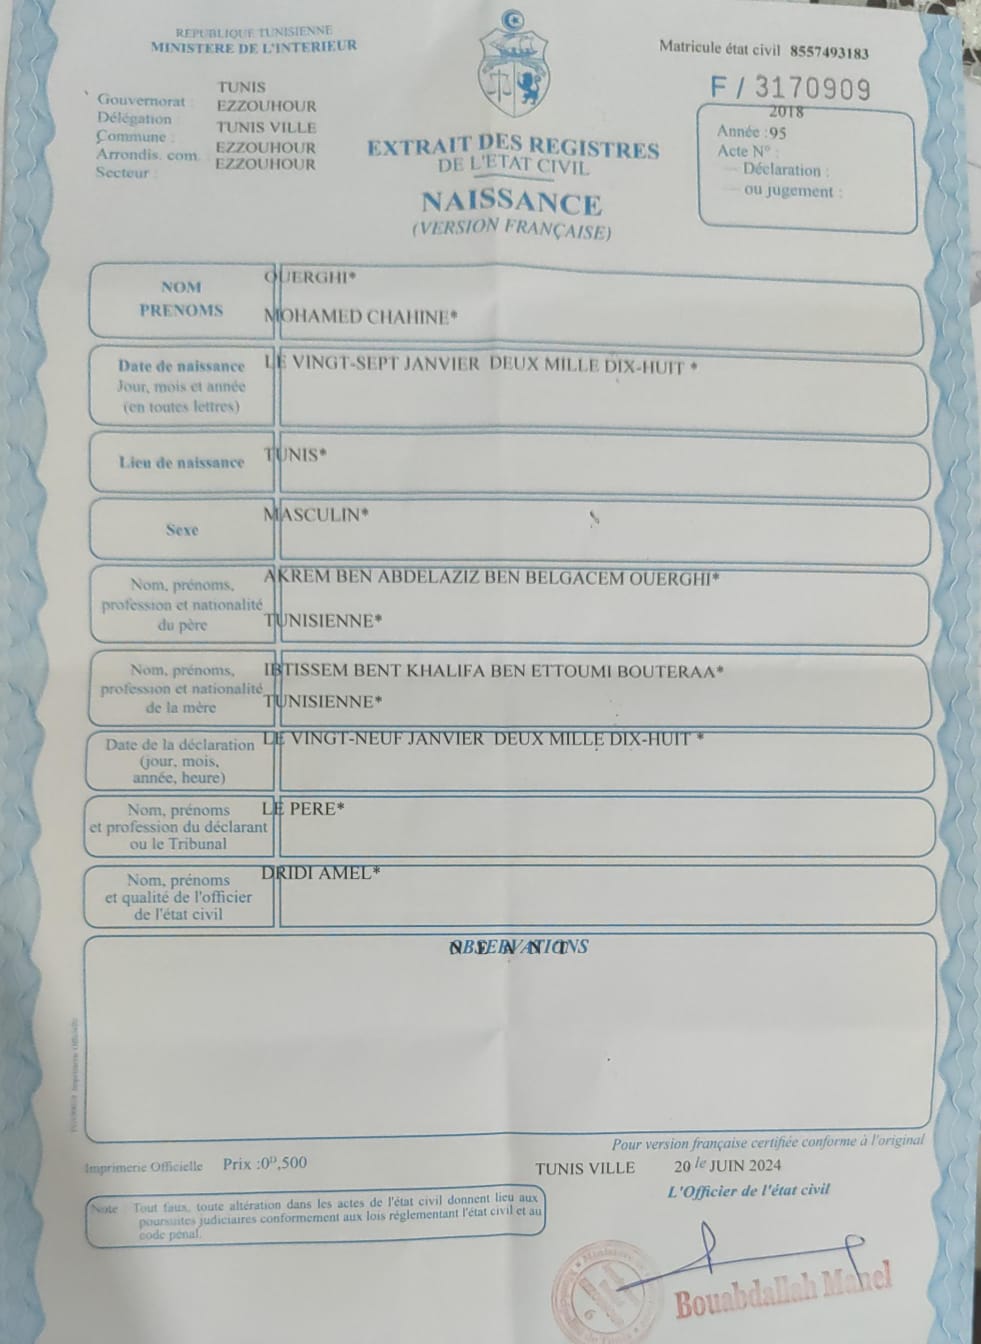 REPUBLIQUE TUNISIENNE
MINISTERE DE L'INTERIEUR
Matricule état civil 8557493183
F / 3170909
Gouvernorat : TUNIS
Délégation : EZZOUHOUR
Commune : TUNIS VILLE
Arrondis. com. EZZOUHOUR
Secteur : EZZOUHOUR
2018
Année :95
Acte N° :
— Déclaration :
— ou jugement :
EXTRAIT DES REGISTRES
DE L'ETAT CIVIL
NAISSANCE
(VERSION FRANÇAISE)
NOM OUERGHI*
PRENOMS MOHAMED CHAHINE*
Date de naissance LE VINGT-SEPT JANVIER DEUX MILLE DIX-HUIT *
Jour, mois et année
(en toutes lettres)
Lieu de naissance TUNIS*
Sexe MASCULIN*
Nom, prénoms, AKREM BEN ABDELAZIZ BEN BELGACEM OUERGHI*
profession et nationalité
du père TUNISIENNE*
Nom, prénoms, IBTISSEM BENT KHALIFA BEN ETTOUMI BOUTERAA*
profession et nationalité
de la mère TUNISIENNE*
Date de la déclaration LE VINGT-NEUF JANVIER DEUX MILLE DIX-HUIT *
(jour, mois,
année, heure)
Nom, prénoms LE PERE*
et profession du déclarant
ou le Tribunal
Nom, prénoms DRIDI AMEL*
et qualité de l'officier
de l'état civil
OBSERVATIONS
N E A N T
Pour version française certifiée conforme à l'original
Imprimerie Officielle Prix :0ᴰ,500
TUNIS VILLE 20 le JUIN 2024
L'Officier de l'état civil
Note : Tout faux, toute altération dans les actes de l'état civil donnent lieu aux
poursuites judiciaires conformement aux lois réglementant l'état civil et au
code pénal.
Bouabdallah Manel